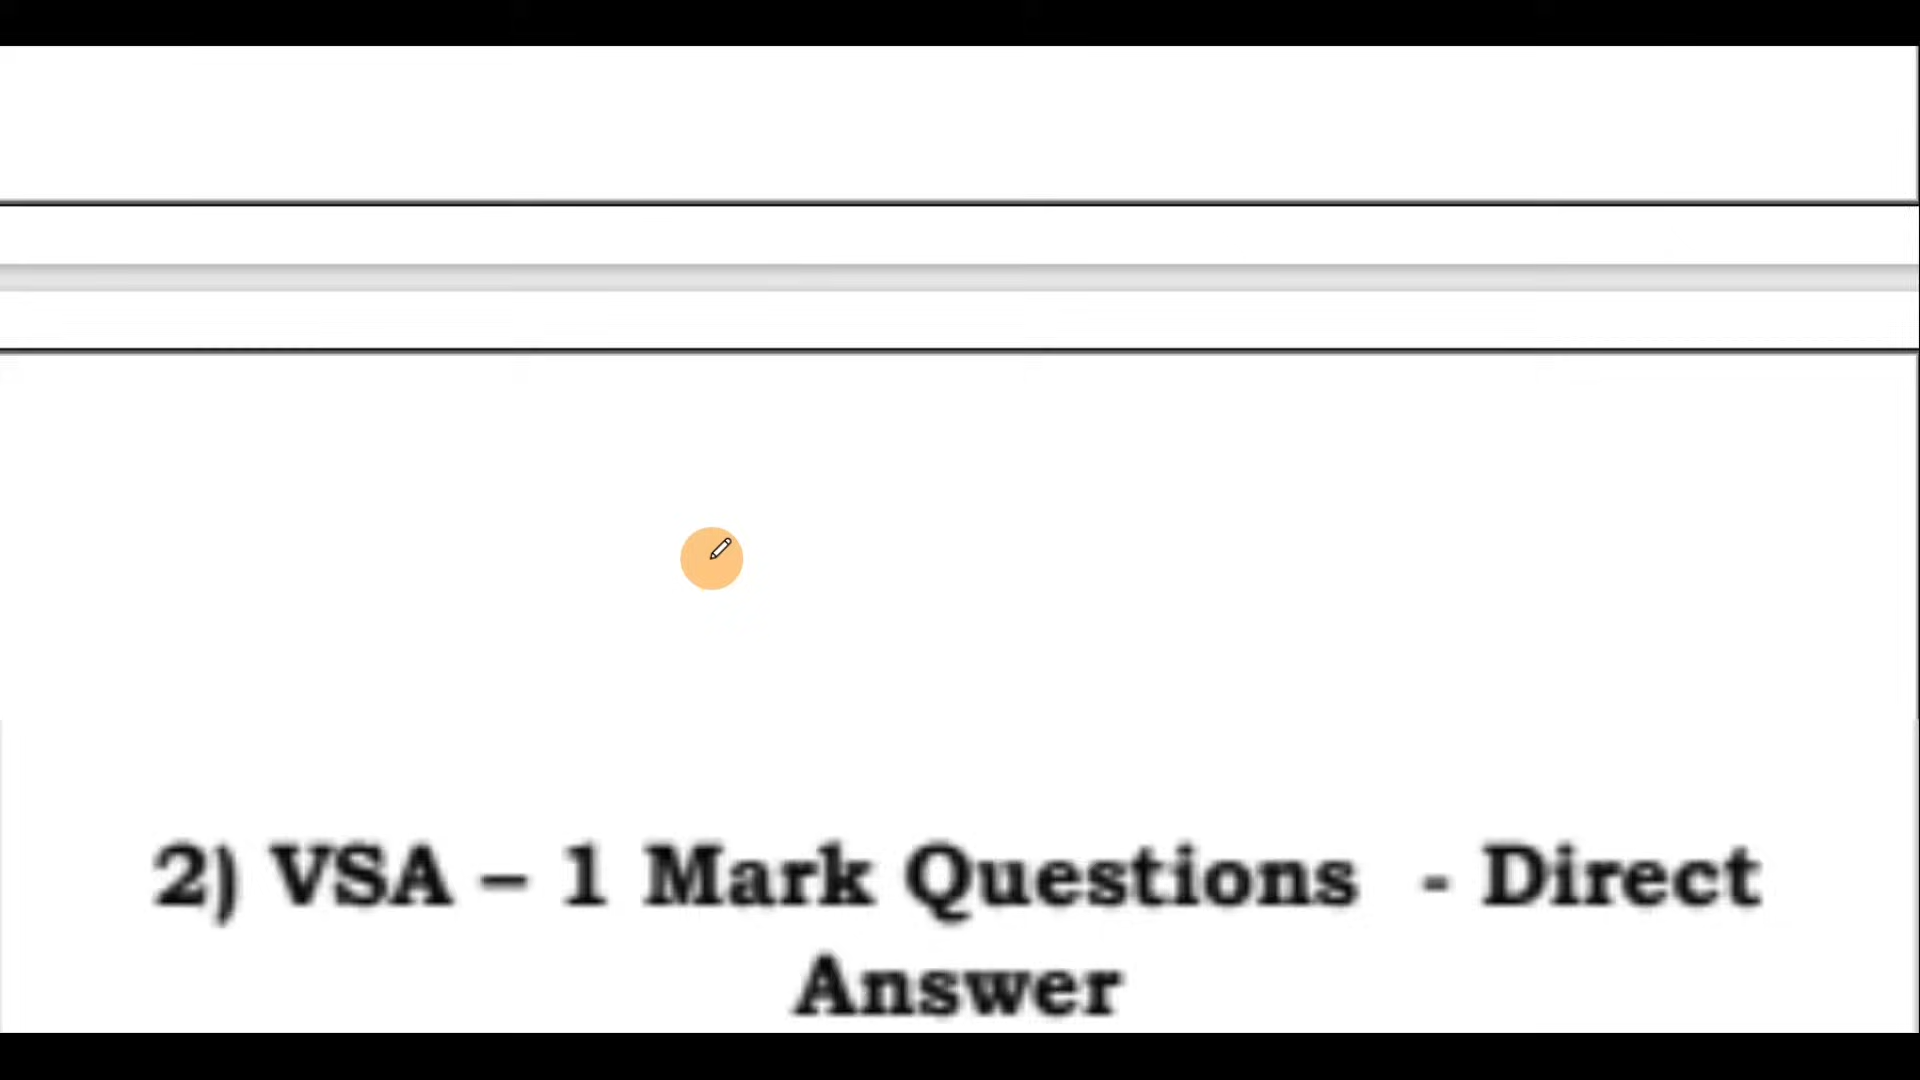 2) VSA – 1 Mark Questions - Direct
Answer